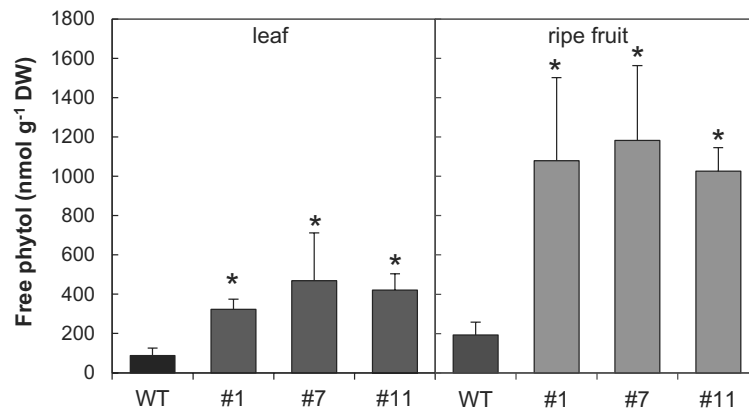 Free phytol (nmol g⁻¹ DW)
1800
1600
1400
1200
1000
800
600
400
200
0
leaf
* * *
WT #1 #7 #11
ripe fruit
* * *
WT #1 #7 #11